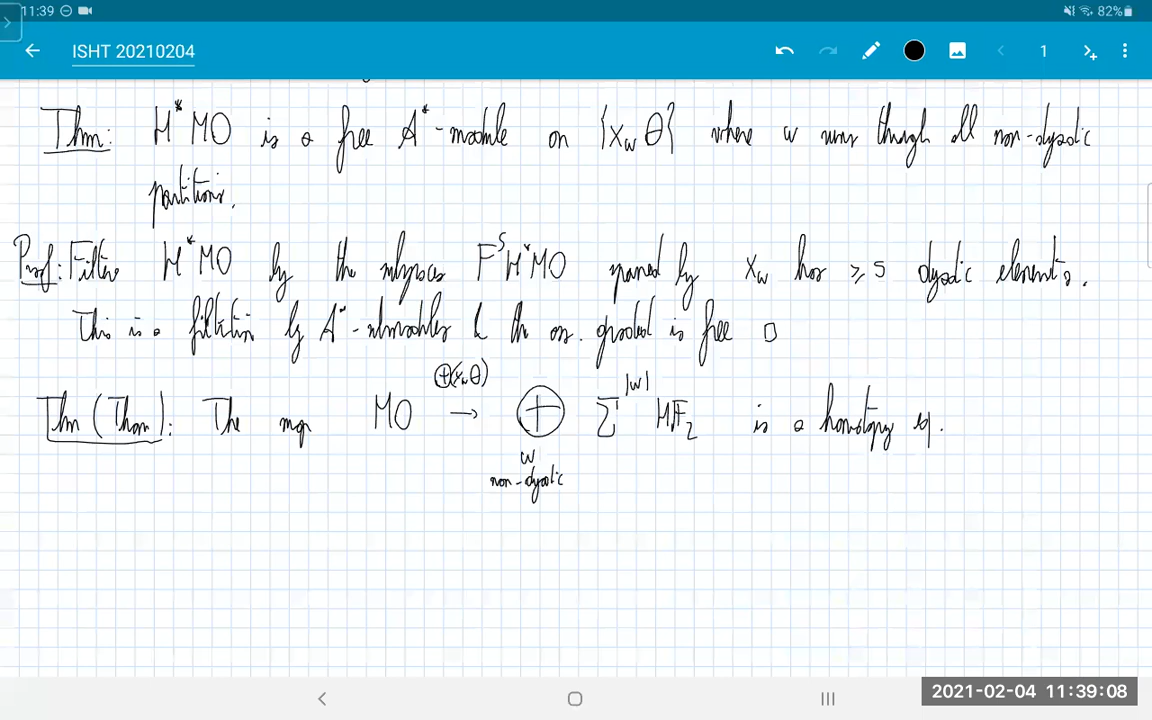 11:39 82%
ISHT 20210204 1
Thm: H*MO is a free A*-module on {x_w θ} where w runs through all non-dyadic
partitions.
Proof: Filter H*MO by the subspaces F^S H*MO spanned by x_w has ≥ s dyadic elements.
This is a filtration by A*-submodules & the ass. graded is free □
Thm (Thom): The map MO → ⊕ Σ^|w| HF_2 is a homotopy eq.
⊕(x_w θ)
w
non-dyadic
2021-02-04 11:39:08